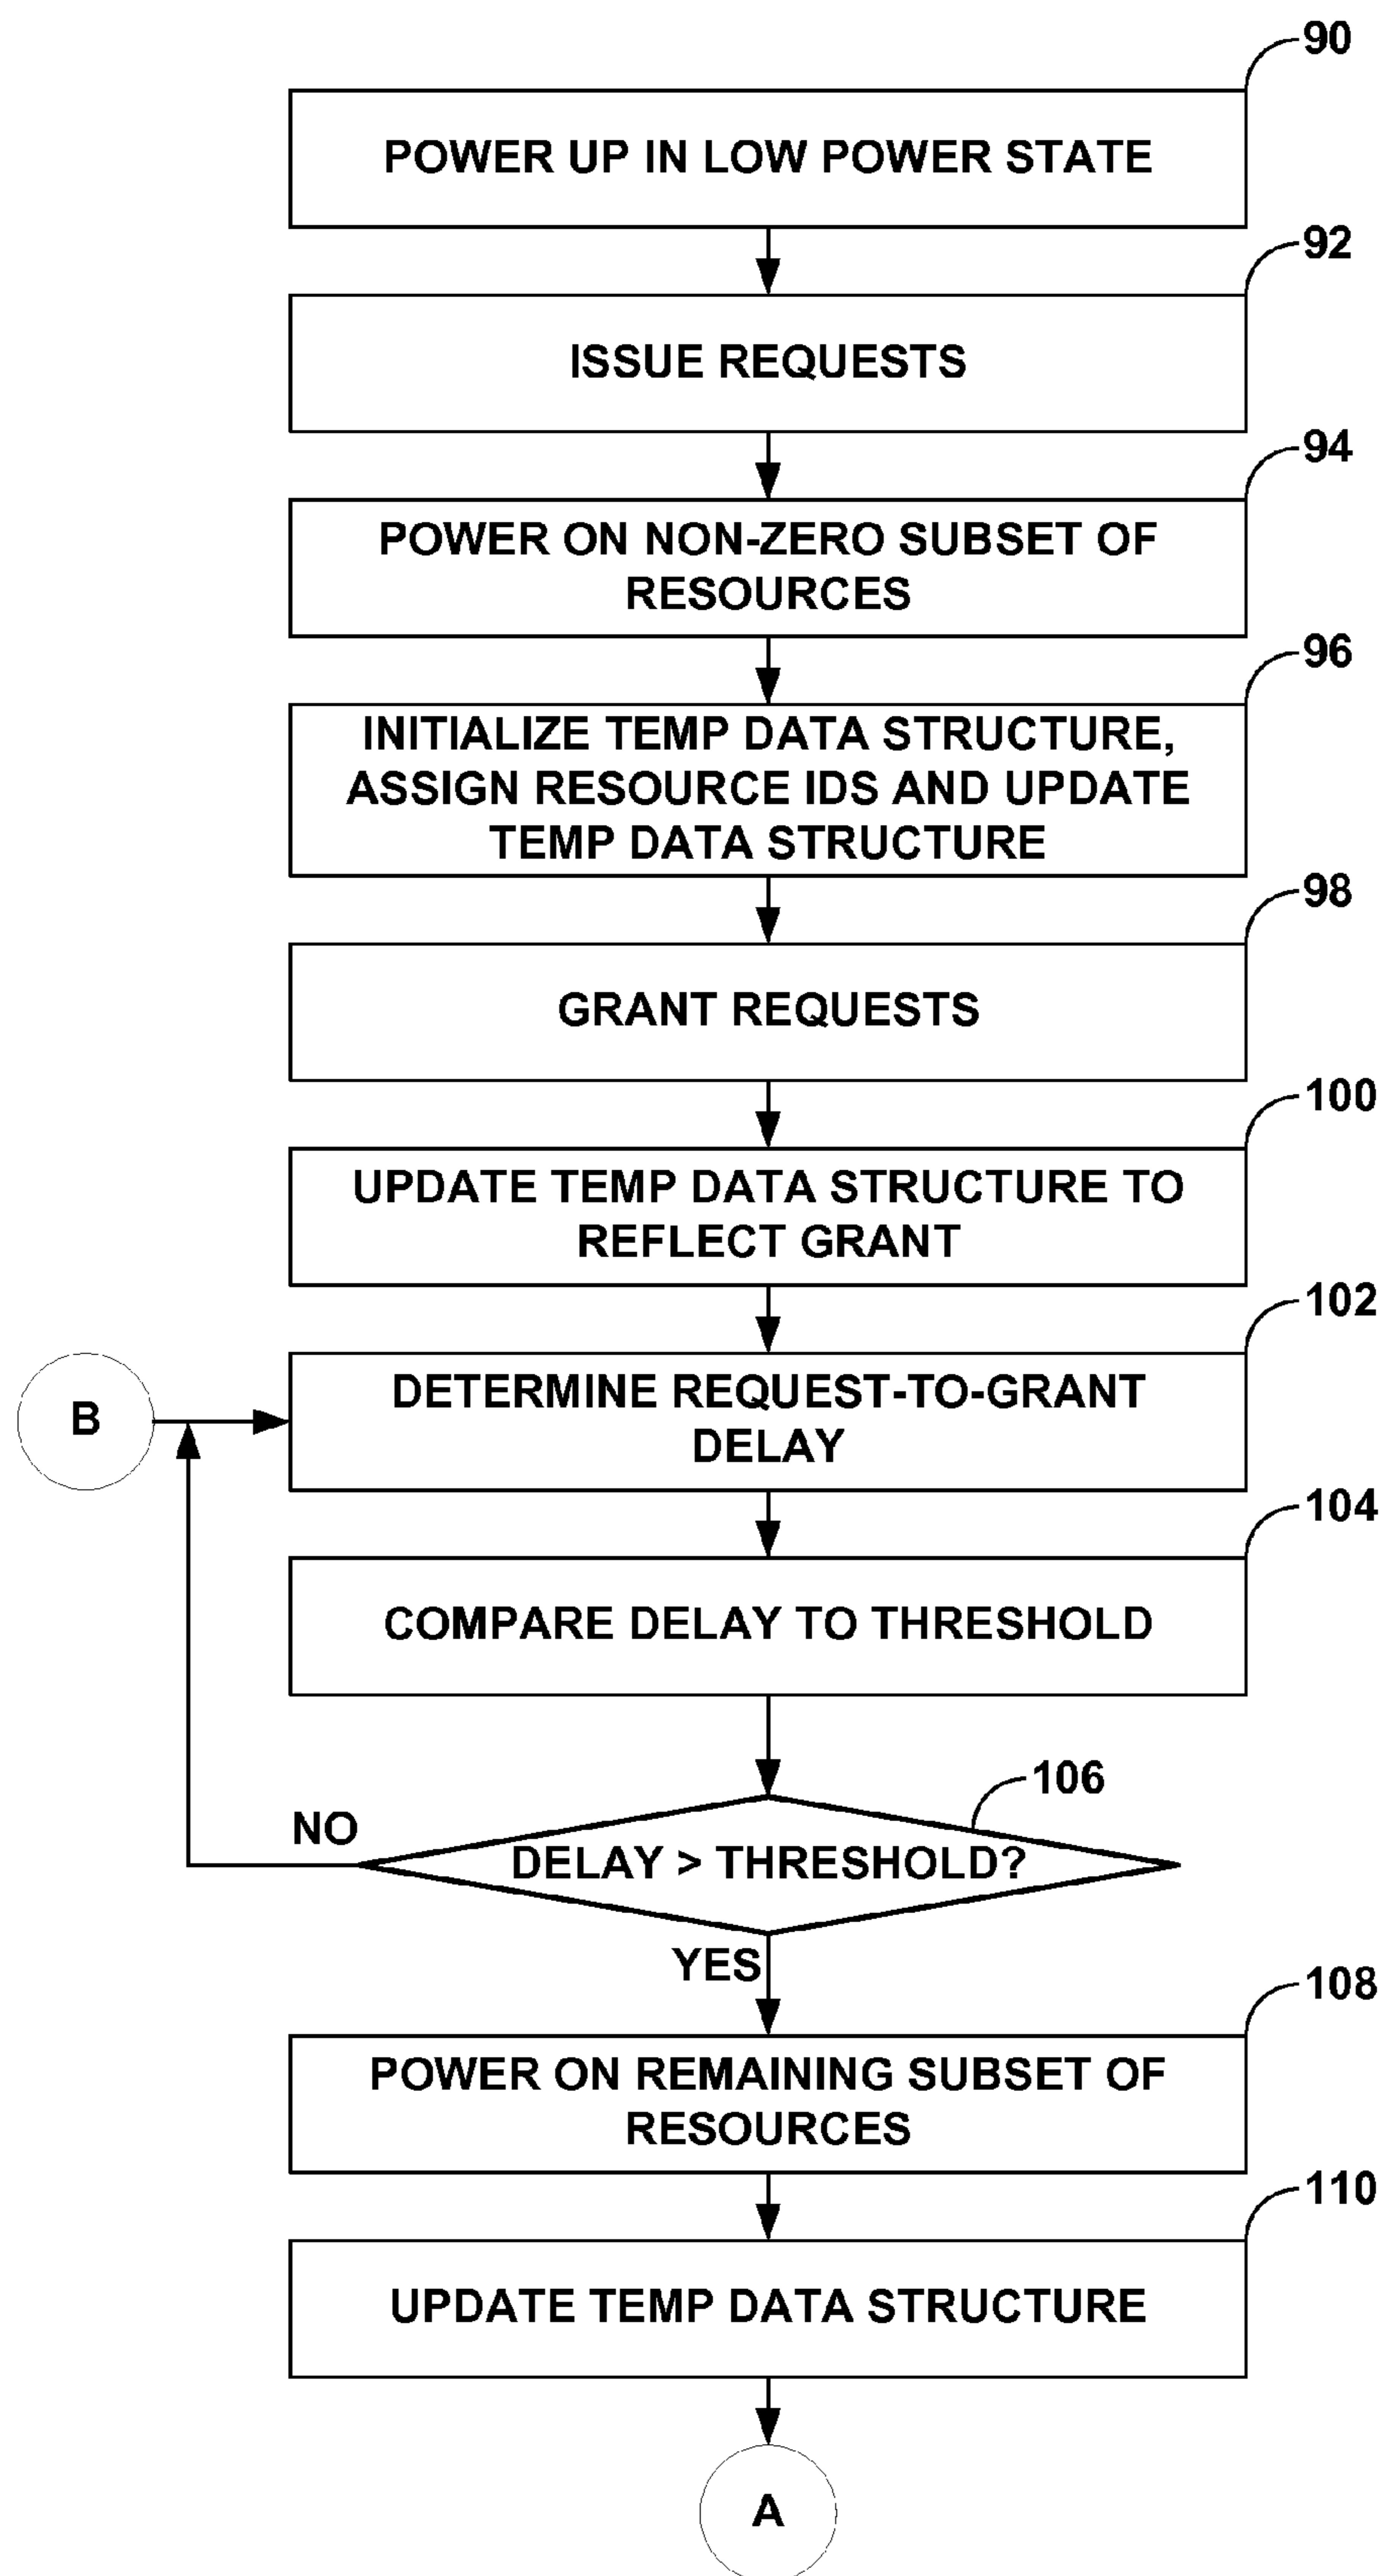 90
POWER UP IN LOW POWER STATE
92
ISSUE REQUESTS
94
POWER ON NON-ZERO SUBSET OF
RESOURCES
96
INITIALIZE TEMP DATA STRUCTURE,
ASSIGN RESOURCE IDS AND UPDATE
TEMP DATA STRUCTURE
98
GRANT REQUESTS
100
UPDATE TEMP DATA STRUCTURE TO
REFLECT GRANT
102
B
DETERMINE REQUEST-TO-GRANT
DELAY
104
COMPARE DELAY TO THRESHOLD
106
NO
DELAY > THRESHOLD?
YES
108
POWER ON REMAINING SUBSET OF
RESOURCES
110
UPDATE TEMP DATA STRUCTURE
A